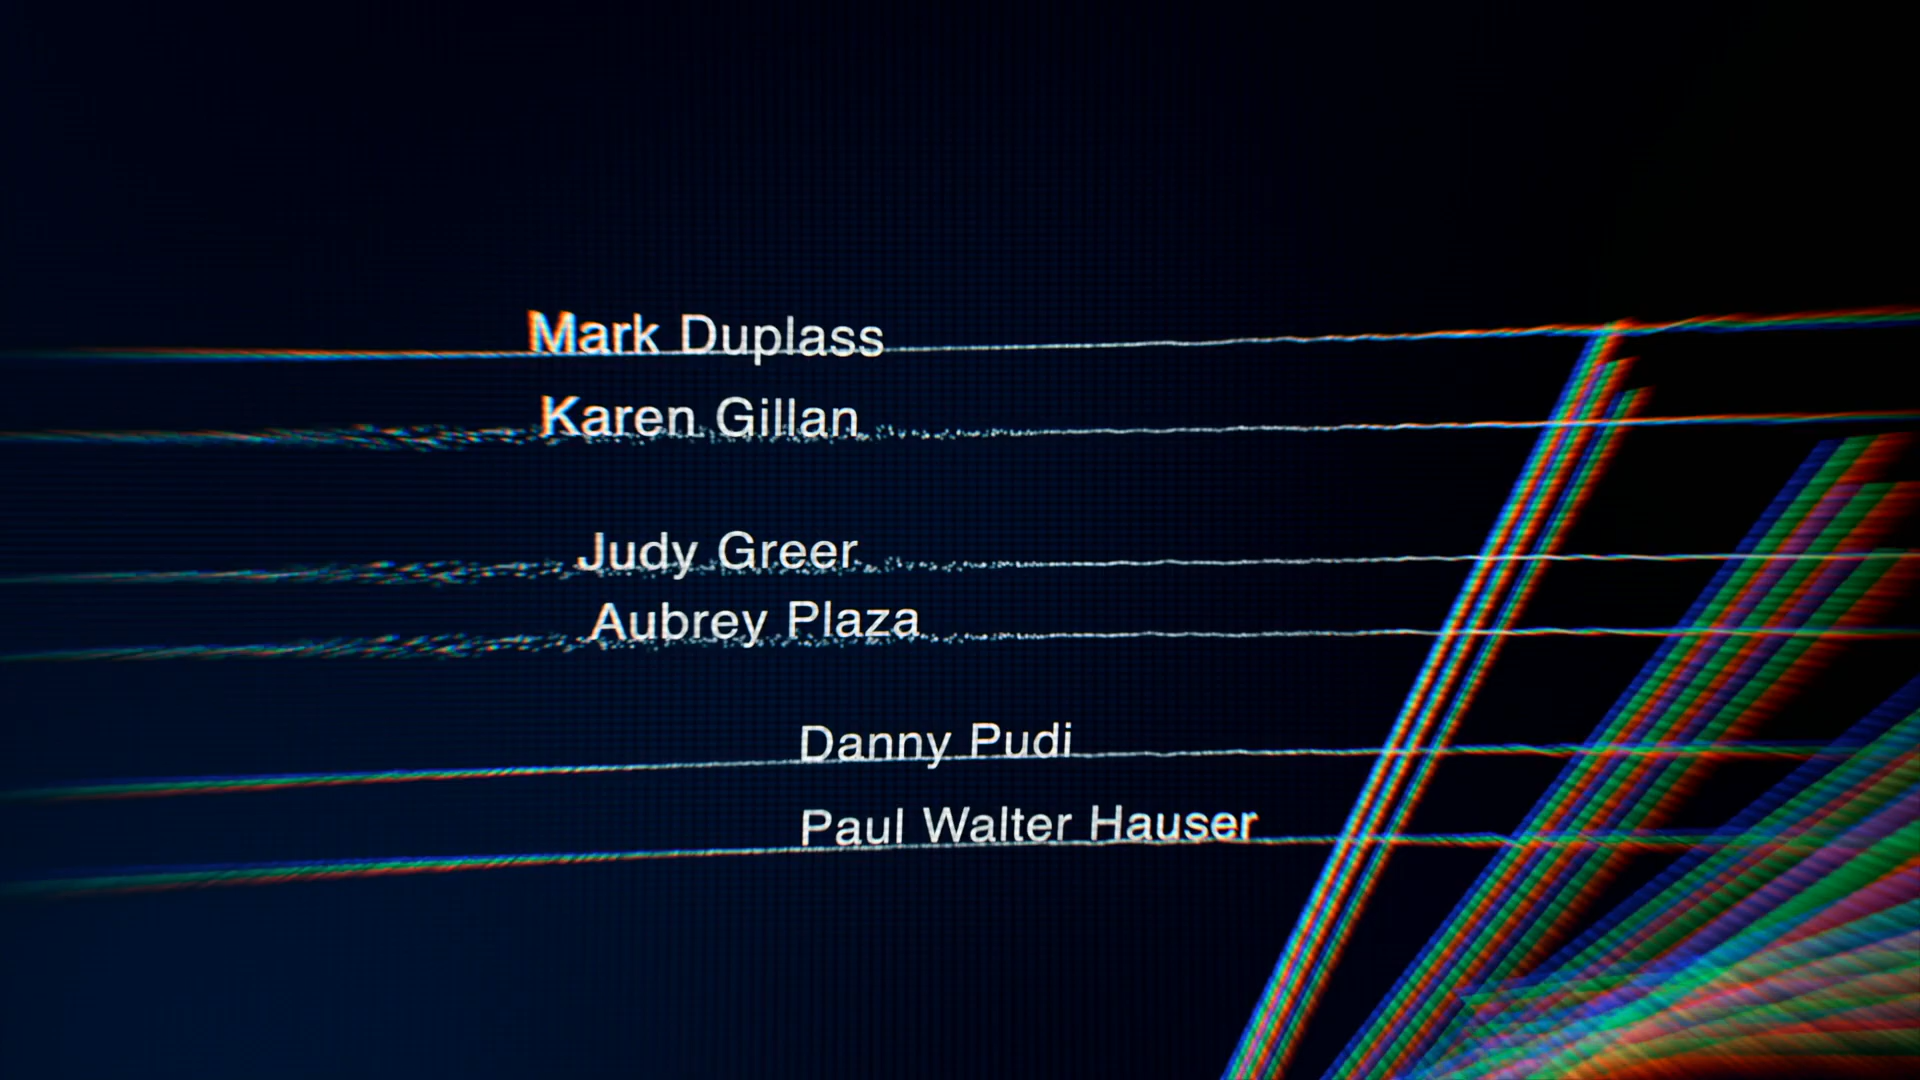 Mark Duplass
Karen Gillan
Judy Greer
Aubrey Plaza
Danny Pudi
Paul Walter Hauser